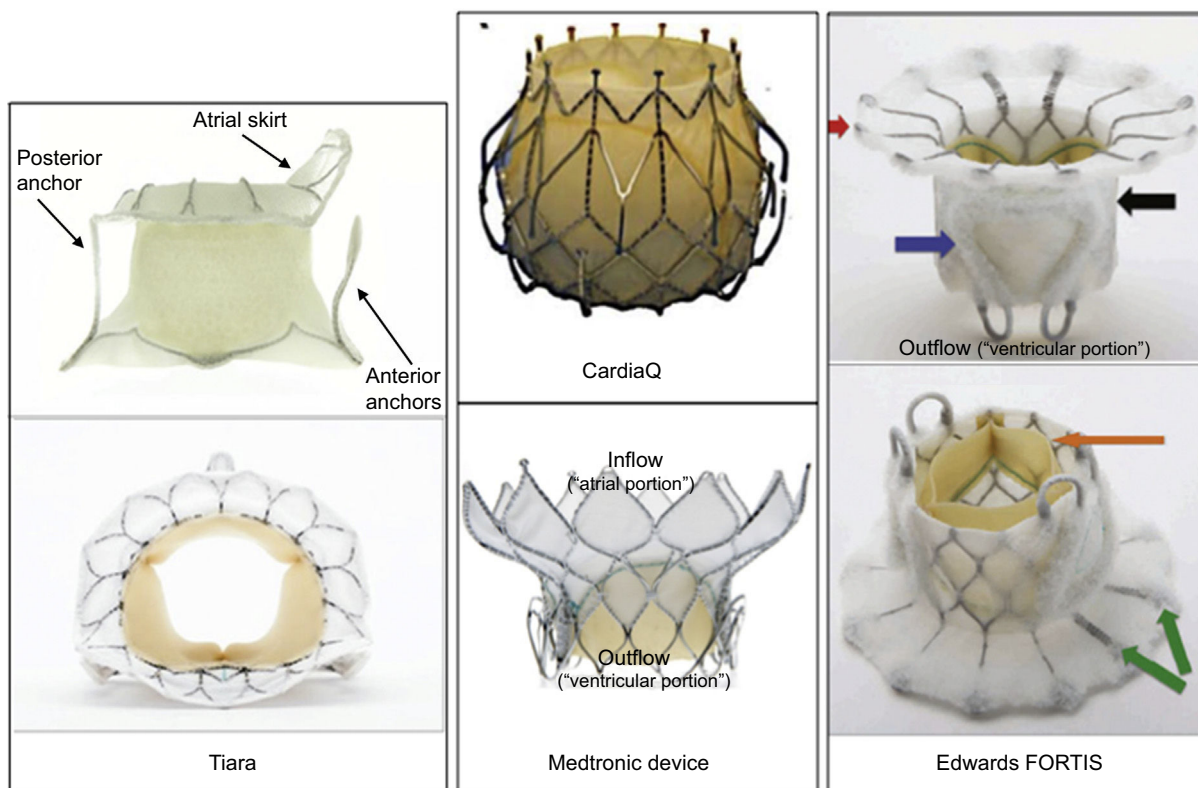 Atrial skirt
Posterior
anchor
Anterior
anchors
Tiara
CardiaQ
Inflow
(“atrial portion”)
Outflow
(“ventricular portion”)
Medtronic device
Outflow (“ventricular portion”)
Edwards FORTIS